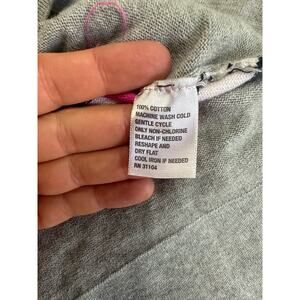 100% COTTON
MACHINE WASH COLD
GENTLE CYCLE
ONLY NON-CHLORINE
BLEACH IF NEEDED
RESHAPE AND
DRY FLAT
COOL IRON IF NEEDED
RN 31104